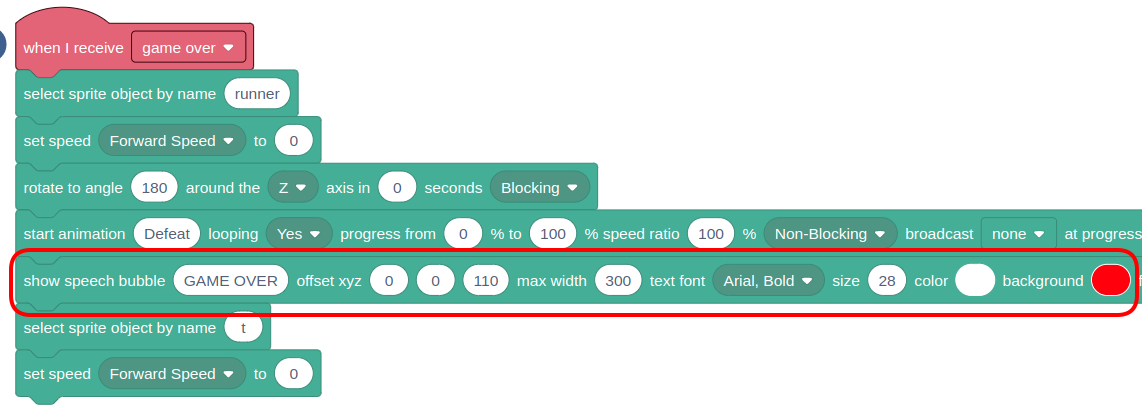 when I receive game over
select sprite object by name runner
set speed Forward Speed to 0
rotate to angle 180 around the Z axis in 0 seconds Blocking
start animation Defeat looping Yes progress from 0 % to 100 % speed ratio 100 % Non-Blocking broadcast none at progress
show speech bubble GAME OVER offset xyz 0 0 110 max width 300 text font Arial, Bold size 28 color background
select sprite object by name t
set speed Forward Speed to 0